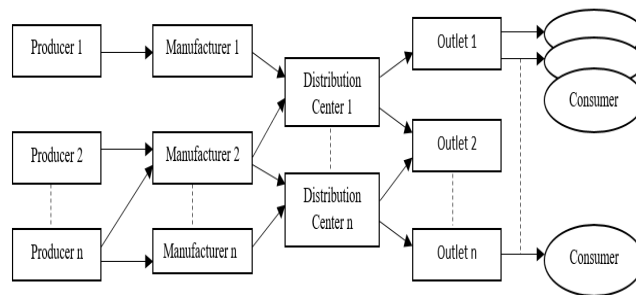 Producer 1
Manufacturer 1
Distribution
Center 1
Outlet 1
Consumer
Producer 2
Manufacturer 2
Outlet 2
Distribution
Center n
Producer n
Manufacturer n
Outlet n
Consumer